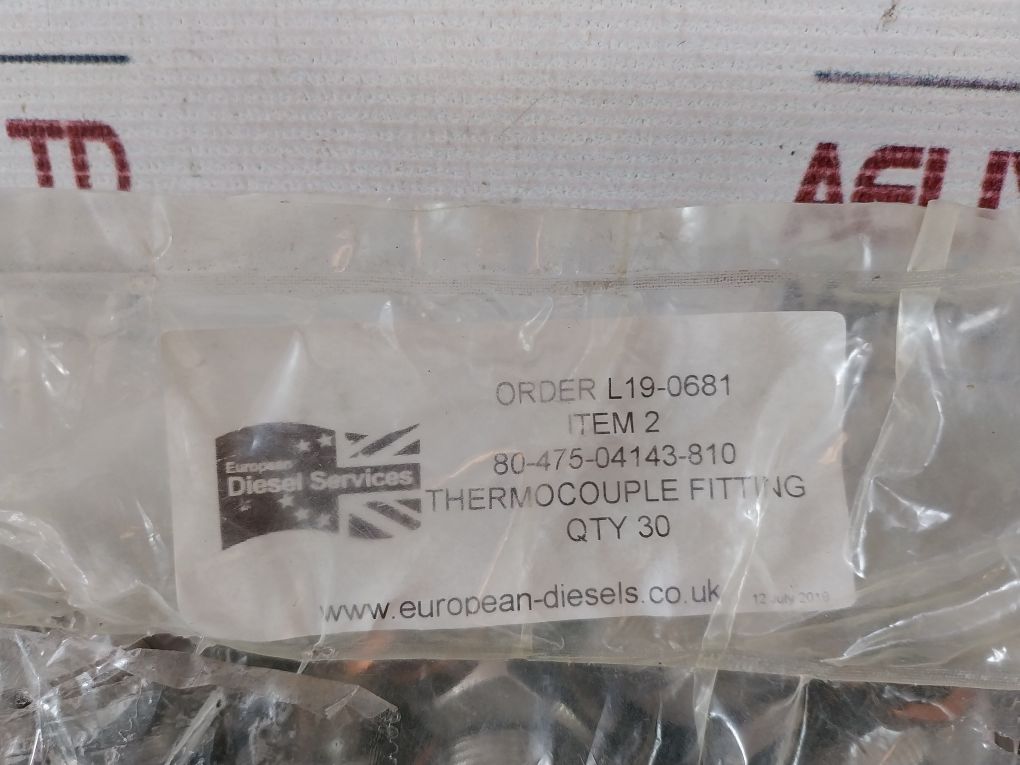 TD
ORDER L19-0681
ITEM 2
80-475-04143-810
THERMOCOUPLE FITTING
QTY 30
European
Diesel Services
www.european-diesels.co.uk
12 July 2019